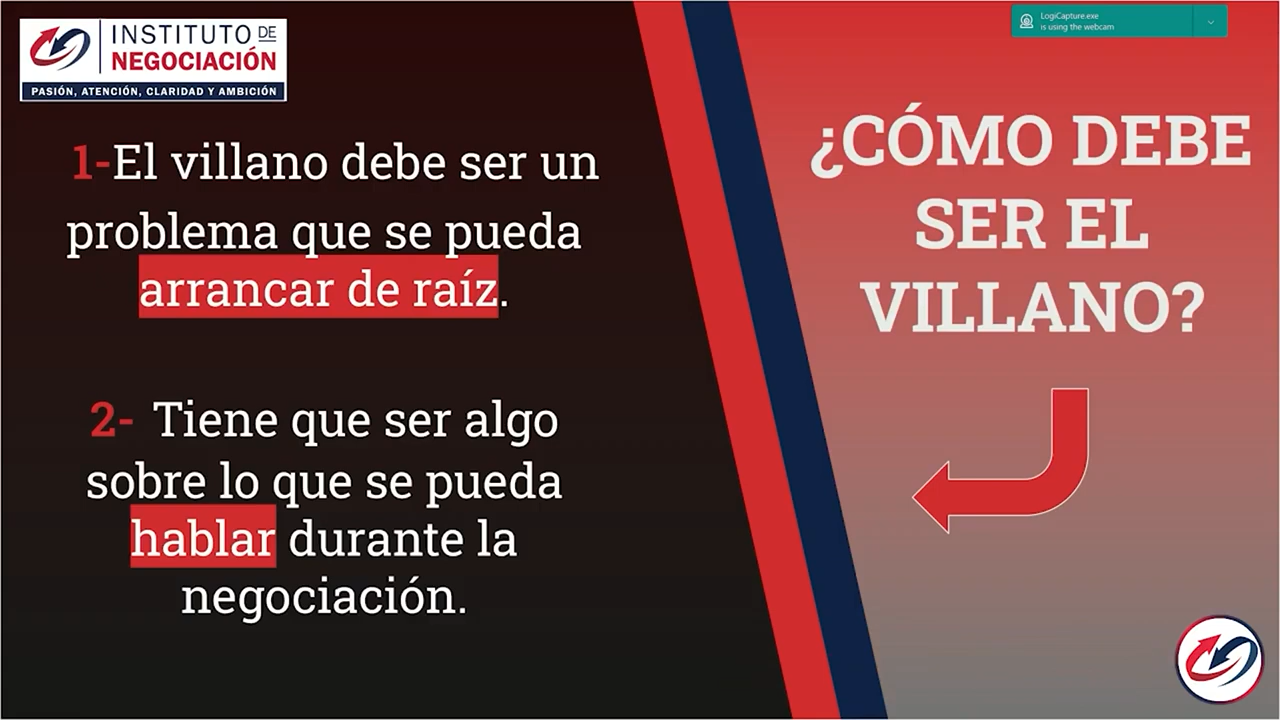 INSTITUTO DE
NEGOCIACIÓN
PASIÓN, ATENCIÓN, CLARIDAD Y AMBICIÓN
LogiCapture.exe
is using the webcam
1-El villano debe ser un
problema que se pueda
arrancar de raíz.
2- Tiene que ser algo
sobre lo que se pueda
hablar durante la
negociación.
¿CÓMO DEBE
SER EL
VILLANO?